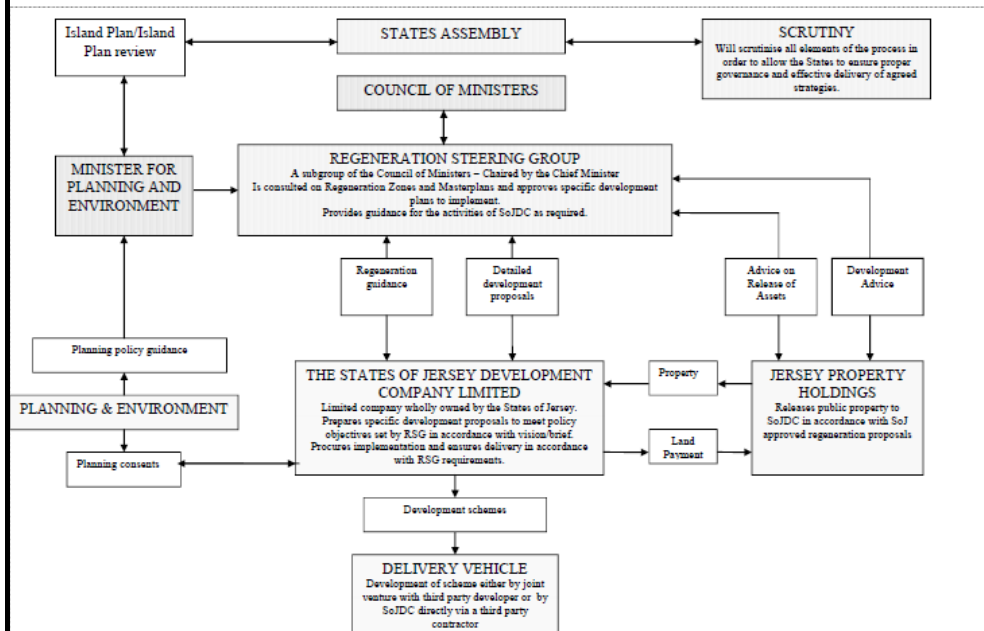 Island Plan/Island
Plan review
STATES ASSEMBLY
SCRUTINY
Will scrutinise all elements of the process in
order to allow the States to ensure proper
governance and effective delivery of agreed
strategies.
COUNCIL OF MINISTERS
MINISTER FOR
PLANNING AND
ENVIRONMENT
REGENERATION STEERING GROUP
A subgroup of the Council of Ministers – Chaired by the Chief Minister
Is consulted on Regeneration Zones and Masterplans and approves specific development
plans to implement.
Provides guidance for the activities of SoJDC as required.
Regeneration
guidance
Detailed
development
proposals
Advice on
Release of
Assets
Development
Advice
Planning policy guidance
PLANNING & ENVIRONMENT
Planning consents
THE STATES OF JERSEY DEVELOPMENT
COMPANY LIMITED
Limited company wholly owned by the States of Jersey.
Prepares specific development proposals to meet policy
objectives set by RSG in accordance with vision/brief.
Procures implementation and ensures delivery in accordance
with RSG requirements.
Property
Land
Payment
JERSEY PROPERTY
HOLDINGS
Releases public property to
SoJDC in accordance with SoJ
approved regeneration proposals
Development schemes
DELIVERY VEHICLE
Development of scheme either by joint
venture with third party developer or by
SoJDC directly via a third party
contractor